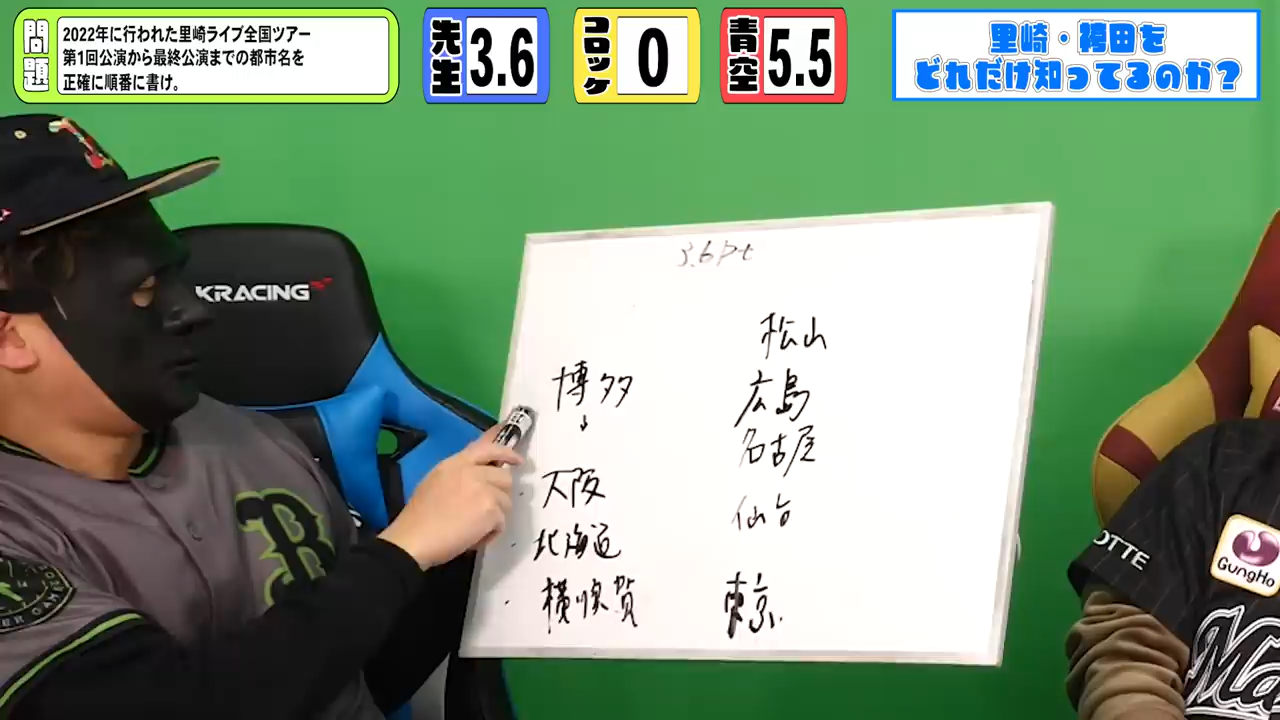 問題
2022年に行われた里崎ライブ全国ツアー
第1回公演から最終公演までの都市名を
正確に順番に書け。
先生 3.6
コロッケ 0
青空 5.5
里崎・袴田を
どれだけ知ってるのか？
KRACING
3.6Pt
博多
↓
大阪
北海道
横須賀
松山
広島
名古屋
仙台
東京
B
OTTE
GungHo
Ma